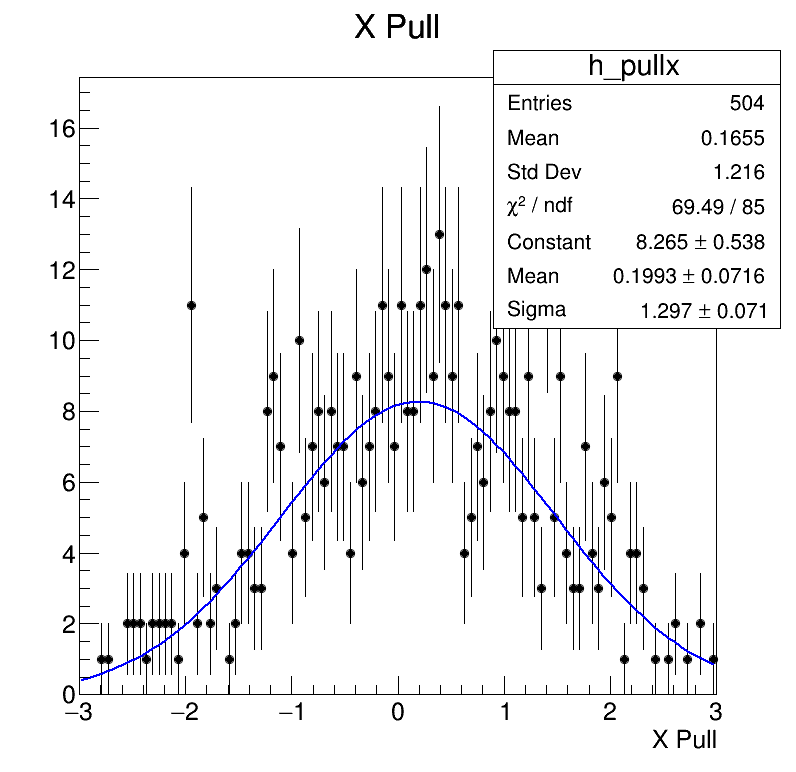 X Pull
h_pullx
Entries 504
Mean 0.1655
Std Dev 1.216
χ² / ndf 69.49 / 85
Constant 8.265 ± 0.538
Mean 0.1993 ± 0.0716
Sigma 1.297 ± 0.071
16
14
12
10
8
6
4
2
0
−3 −2 −1 0 1 2 3
X Pull